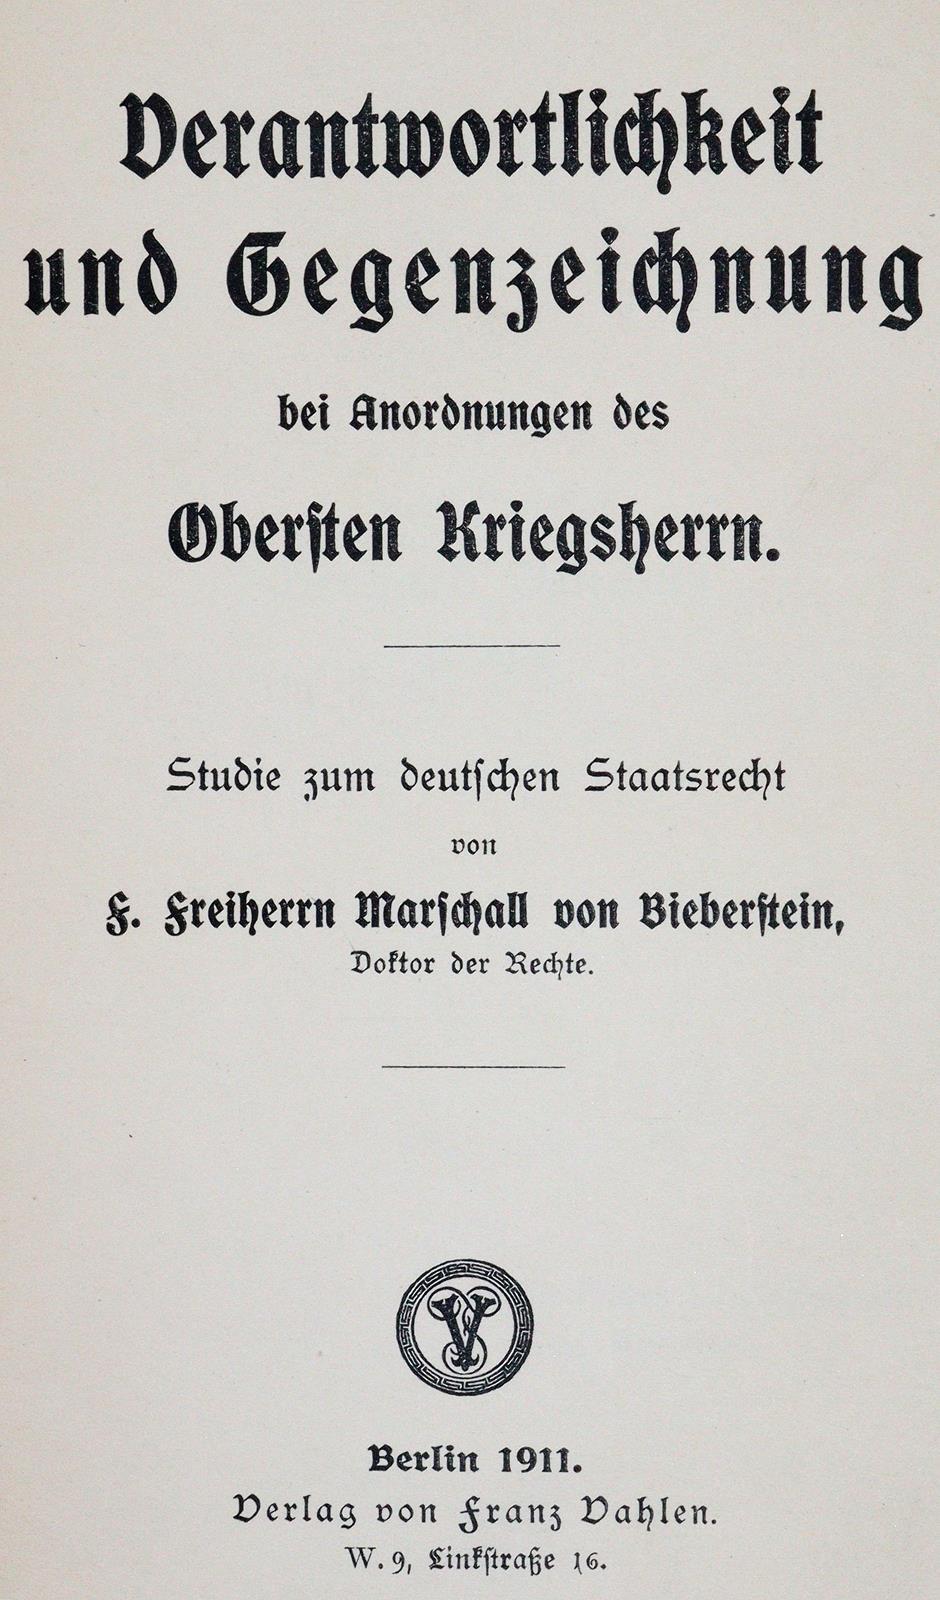 Verantwortlichkeit
und Gegenzeichnung
bei Anordnungen des
Obersten Kriegsherrn.
Studie zum deutschen Staatsrecht
von
F. Freiherrn Marschall von Bieberstein,
Doktor der Rechte.
V
Berlin 1911.
Verlag von Franz Vahlen.
W. 9, Linkstraße 16.